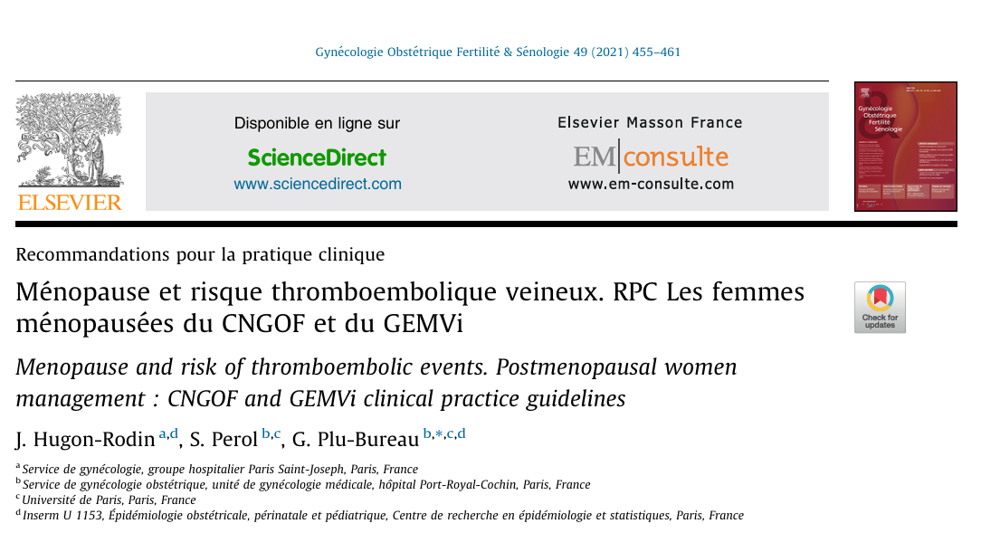 Gynécologie Obstétrique Fertilité & Sénologie 49 (2021) 455–461
ELSEVIER
Disponible en ligne sur
ScienceDirect
www.sciencedirect.com
Elsevier Masson France
EM|consulte
www.em-consulte.com
Gynécologie
Obstétrique
Fertilité
Sénologie
Recommandations pour la pratique clinique
Ménopause et risque thromboembolique veineux. RPC Les femmes
ménopausées du CNGOF et du GEMVi
Check for
updates
Menopause and risk of thromboembolic events. Postmenopausal women
management : CNGOF and GEMVi clinical practice guidelines
J. Hugon-Rodin a,d, S. Perol b,c, G. Plu-Bureau b,*,c,d
a Service de gynécologie, groupe hospitalier Paris Saint-Joseph, Paris, France
b Service de gynécologie obstétrique, unité de gynécologie médicale, hôpital Port-Royal-Cochin, Paris, France
c Université de Paris, Paris, France
d Inserm U 1153, Épidémiologie obstétricale, périnatale et pédiatrique, Centre de recherche en épidémiologie et statistiques, Paris, France